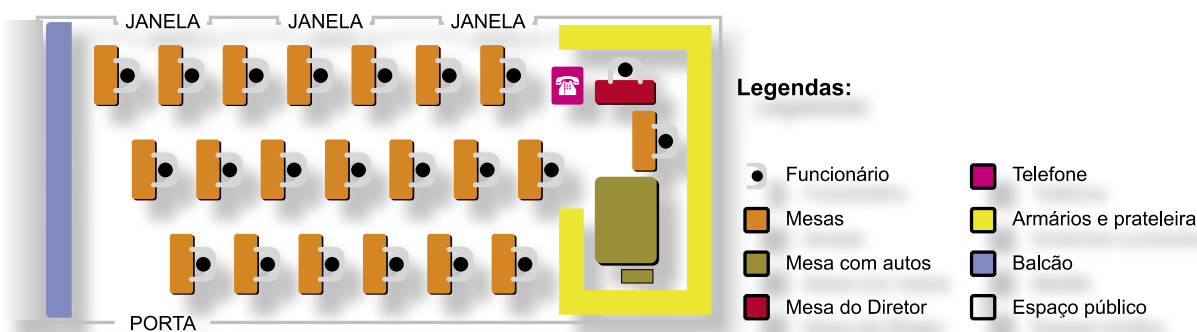 JANELA JANELA JANELA
Legendas:
Funcionário
Mesas
Mesa com autos
Mesa do Diretor
Telefone
Armários e prateleira
Balcão
Espaço público
PORTA